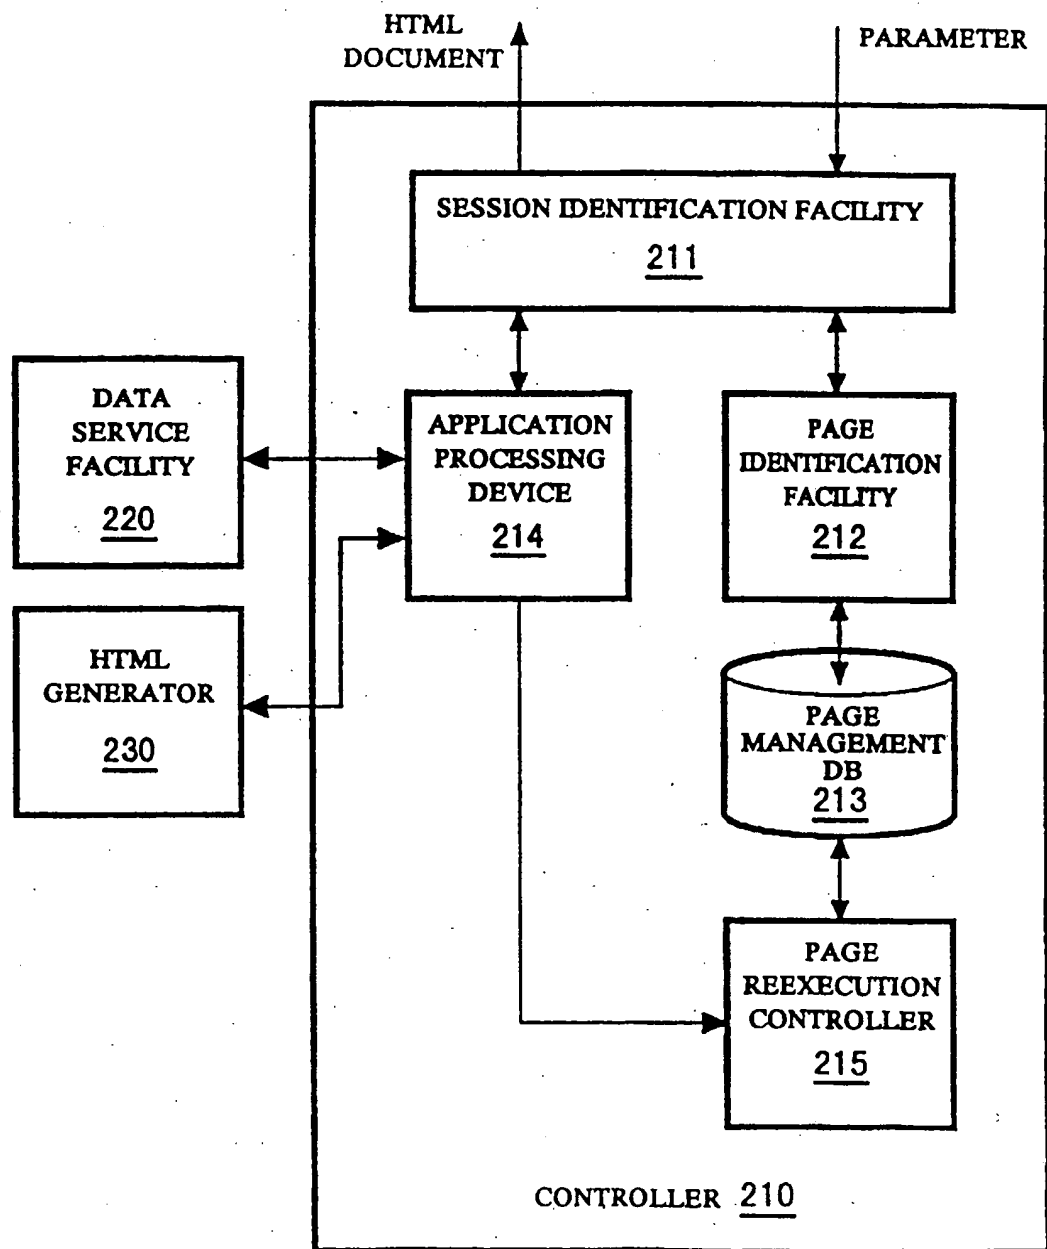 HTML
DOCUMENT
PARAMETER
SESSION IDENTIFICATION FACILITY
211
DATA
SERVICE
FACILITY
220
APPLICATION
PROCESSING
DEVICE
214
PAGE
IDENTIFICATION
FACILITY
212
HTML
GENERATOR
230
PAGE
MANAGEMENT
DB
213
PAGE
REEXECUTION
CONTROLLER
215
CONTROLLER 210